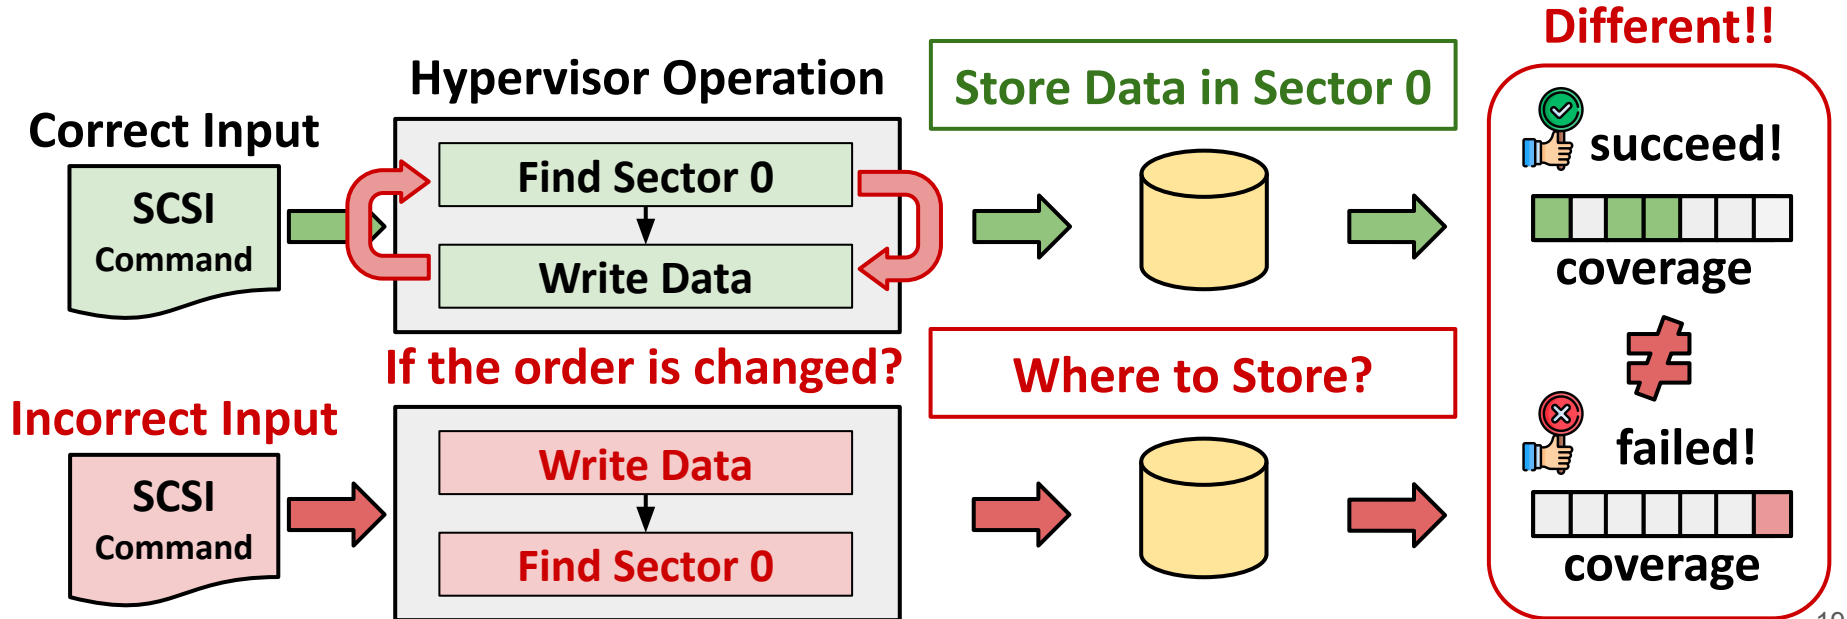 Different!!
Hypervisor Operation
Store Data in Sector 0
Correct Input
SCSI
Command
Find Sector 0
Write Data
succeed!
coverage
If the order is changed?
Where to Store?
Incorrect Input
SCSI
Command
Write Data
Find Sector 0
≠
failed!
coverage